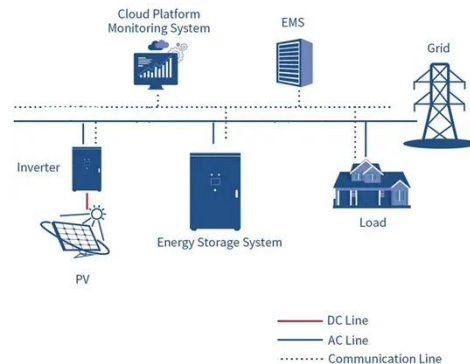 Cloud Platform
Monitoring System
EMS
Grid
Inverter
Energy Storage System
Load
PV
DC Line
AC Line
Communication Line